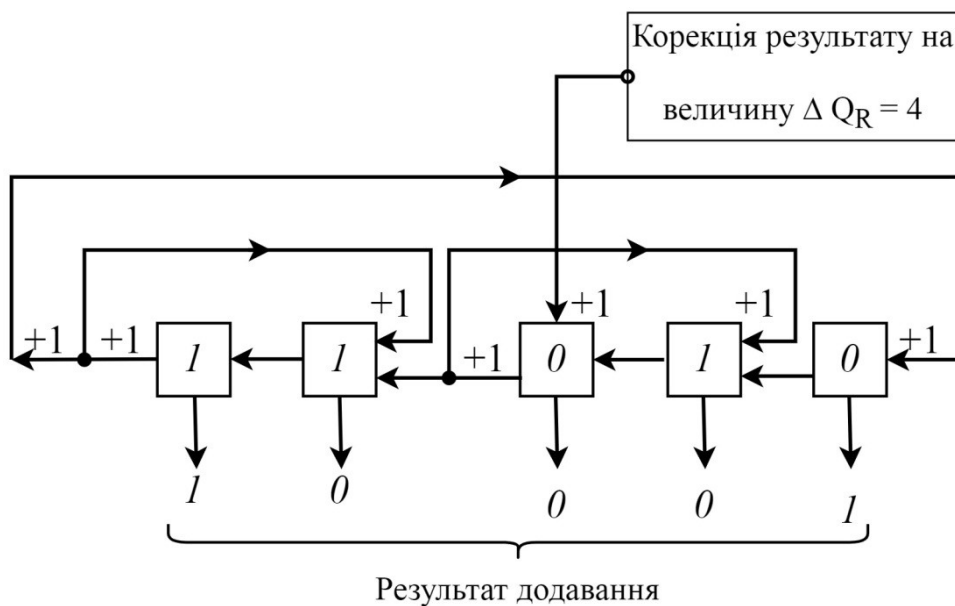 Корекція результату на
величину Δ Q_R = 4
+1 +1 +1 +1 +1 +1 +1
1 1 0 1 0
1 0 0 0 1
Результат додавання